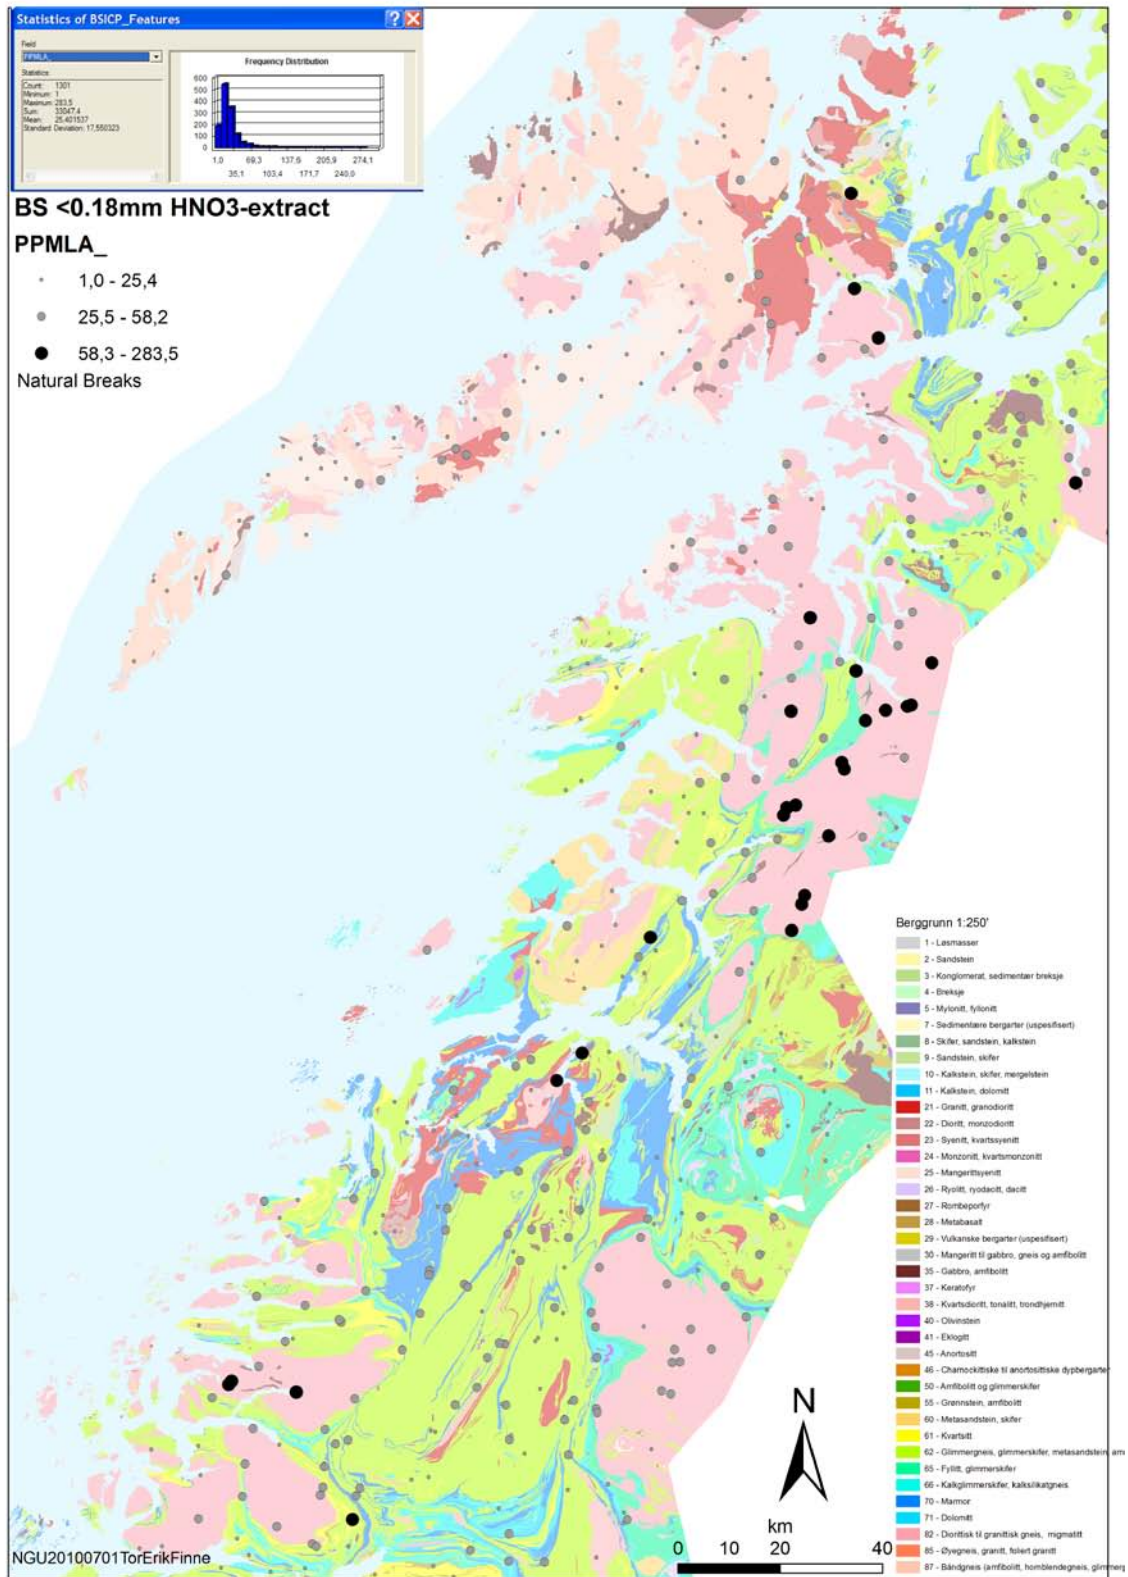 Statistics of BSICP_Features
Field
PPMLA_
Statistics:
Count: 1301
Minimum: 1
Maximum: 283,5
Sum: 33047,4
Mean: 25,401537
Standard Deviation: 17,550323
Frequency Distribution
600
500
400
300
200
100
0
1,0 69,3 137,6 205,9 274,1
35,1 103,4 171,7 240,0
BS <0.18mm HNO3-extract
PPMLA_
1,0 - 25,4
25,5 - 58,2
58,3 - 283,5
Natural Breaks
Berggrunn 1:250'
1 - Løsmasser
2 - Sandstein
3 - Konglomerat, sedimentær breksje
4 - Breksje
5 - Mylonitt, fyllonitt
7 - Sedimentære bergarter (uspesifisert)
8 - Skifer, sandstein, kalkstein
9 - Sandstein, skifer
10 - Kalkstein, skifer, mergelstein
11 - Kalkstein, dolomitt
21 - Granitt, granodioritt
22 - Dioritt, monzodioritt
23 - Syenitt, kvartssyenitt
24 - Monzonitt, kvartsmonzonitt
25 - Mangerittsyenitt
26 - Ryolitt, ryodacitt, dacitt
27 - Rombeporfyr
28 - Metabasalt
29 - Vulkanske bergarter (uspesifisert)
30 - Mangeritt til gabbro, gneis og amfibolitt
35 - Gabbro, amfibolitt
37 - Keratofyr
38 - Kvartsdioritt, tonalitt, trondhjemitt
40 - Olivinstein
41 - Eklogitt
45 - Anortositt
46 - Charnockittiske til anortosittiske dypbergarter
50 - Amfibolitt og glimmerskifer
55 - Grønnstein, amfibolitt
60 - Metasandstein, skifer
61 - Kvartsitt
62 - Glimmergneis, glimmerskifer, metasandstein, am
65 - Fyllitt, glimmerskifer
66 - Kalkglimmerskifer, kalksilikatgneis
70 - Marmor
71 - Dolomitt
82 - Diorittisk til granittisk gneis, migmatitt
85 - Øyegneis, granitt, foliert granitt
87 - Båndgneis (amfibolitt, hornblendegneis, glimmerg
N
km
0 10 20 40
NGU20100701TorErikFinne